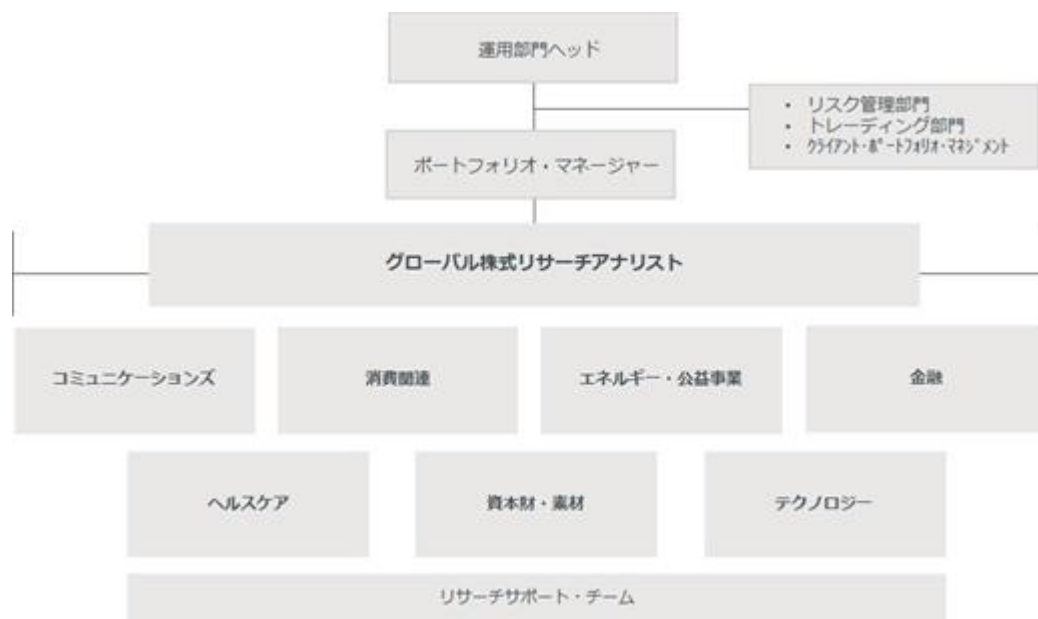 運用部門ヘッド
• リスク管理部門
• トレーディング部門
• クライアント・ポートフォリオ・マネジメント
ポートフォリオ・マネージャー
グローバル株式リサーチアナリスト
コミュニケーションズ
消費関連
エネルギー・公益事業
金融
ヘルスケア
資本財・素材
テクノロジー
リサーチサポート・チーム